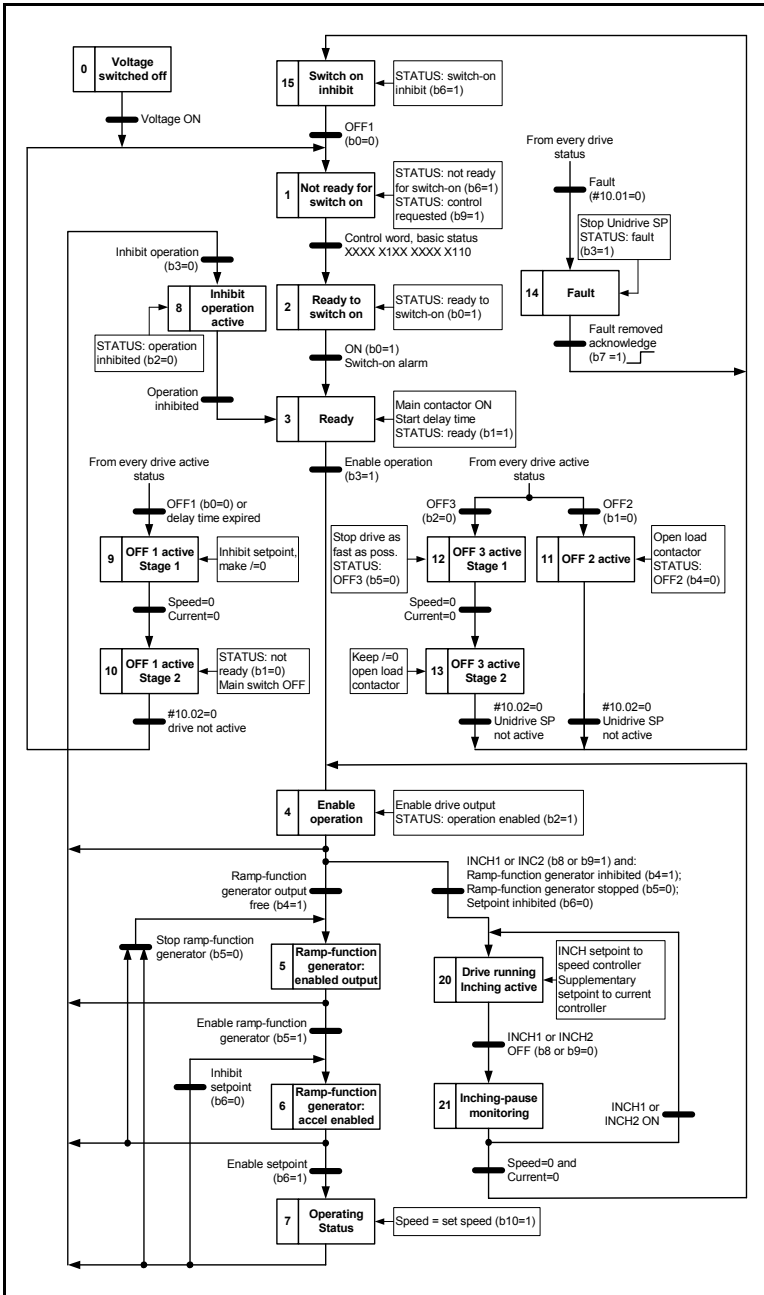 0
Voltage
switched off
Voltage ON
15
Switch on
inhibit
STATUS: switch-on
inhibit (b6=1)
OFF1
(b0=0)
1
Not ready for
switch on
STATUS: not ready
for switch-on (b6=1)
STATUS: control
requested (b9=1)
From every drive
status
Fault
(#10.01=0)
Stop Unidrive SP
STATUS: fault
(b3=1)
14
Fault
Fault removed
acknowledge
(b7 =1)
Control word, basic status
XXXX X1XX XXXX X110
Inhibit operation
(b3=0)
8
Inhibit
operation
active
STATUS: operation
inhibited (b2=0)
Operation
inhibited
2
Ready to
switch on
STATUS: ready to
switch-on (b0=1)
ON (b0=1)
Switch-on alarm
3
Ready
Main contactor ON
Start delay time
STATUS: ready (b1=1)
Enable operation
(b3=1)
From every drive active
status
OFF1 (b0=0) or
delay time expired
9
OFF 1 active
Stage 1
Inhibit setpoint,
make /=0
Speed=0
Current=0
10
OFF 1 active
Stage 2
STATUS: not
ready (b1=0)
Main switch OFF
#10.02=0
drive not active
From every drive active
status
OFF3
(b2=0)
OFF2
(b1=0)
Stop drive as
fast as poss.
STATUS:
OFF3 (b5=0)
12
OFF 3 active
Stage 1
11
OFF 2 active
Open load
contactor
STATUS:
OFF2 (b4=0)
Speed=0
Current=0
Keep /=0
open load
contactor
13
OFF 3 active
Stage 2
#10.02=0
Unidrive SP
not active
#10.02=0
Unidrive SP
not active
4
Enable
operation
Enable drive output
STATUS: operation enabled (b2=1)
Ramp-function
generator output
free (b4=1)
INCH1 or INC2 (b8 or b9=1) and:
Ramp-function generator inhibited (b4=1);
Ramp-function generator stopped (b5=0);
Setpoint inhibited (b6=0)
Stop ramp-function
generator (b5=0)
5
Ramp-function
generator:
enabled output
20
Drive running
Inching active
INCH setpoint to
speed controller
Supplementary
setpoint to current
controller
Enable ramp-function
generator (b5=1)
INCH1 or INCH2
OFF (b8 or b9=0)
Inhibit
setpoint
(b6=0)
6
Ramp-function
generator:
accel enabled
21
Inching-pause
monitoring
INCH1 or
INCH2 ON
Enable setpoint
(b6=1)
Speed=0 and
Current=0
7
Operating
Status
Speed = set speed (b10=1)